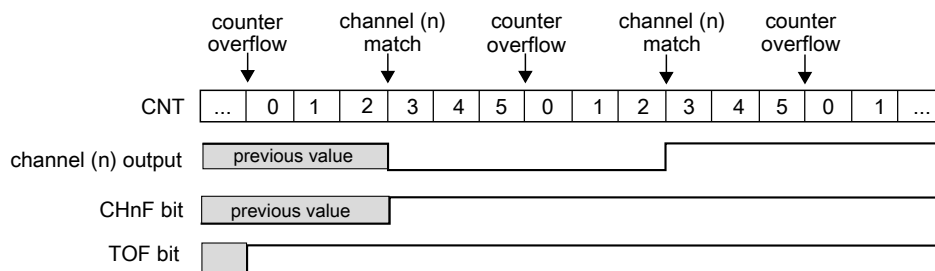 counter overflow
channel (n) match
counter overflow
channel (n) match
counter overflow
CNT ... 0 1 2 3 4 5 0 1 2 3 4 5 0 1 ...
channel (n) output previous value
CHnF bit previous value
TOF bit